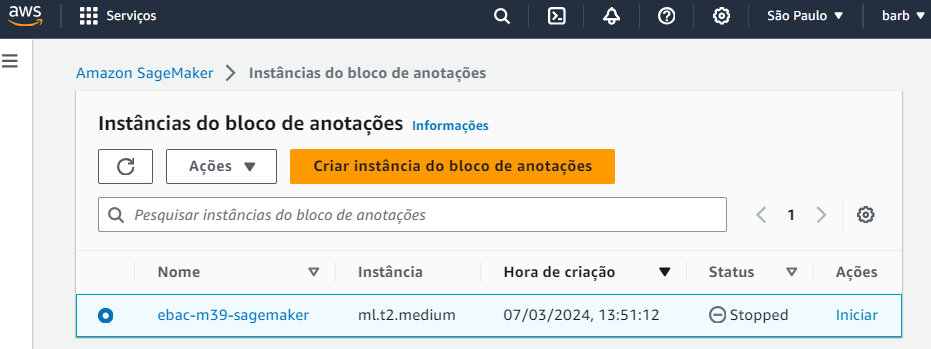 aws Serviços São Paulo barb
Amazon SageMaker Instâncias do bloco de anotações
Instâncias do bloco de anotações Informações
Ações Criar instância do bloco de anotações
Pesquisar instâncias do bloco de anotações 1
Nome Instância Hora de criação Status Ações
ebac-m39-sagemaker ml.t2.medium 07/03/2024, 13:51:12 Stopped Iniciar